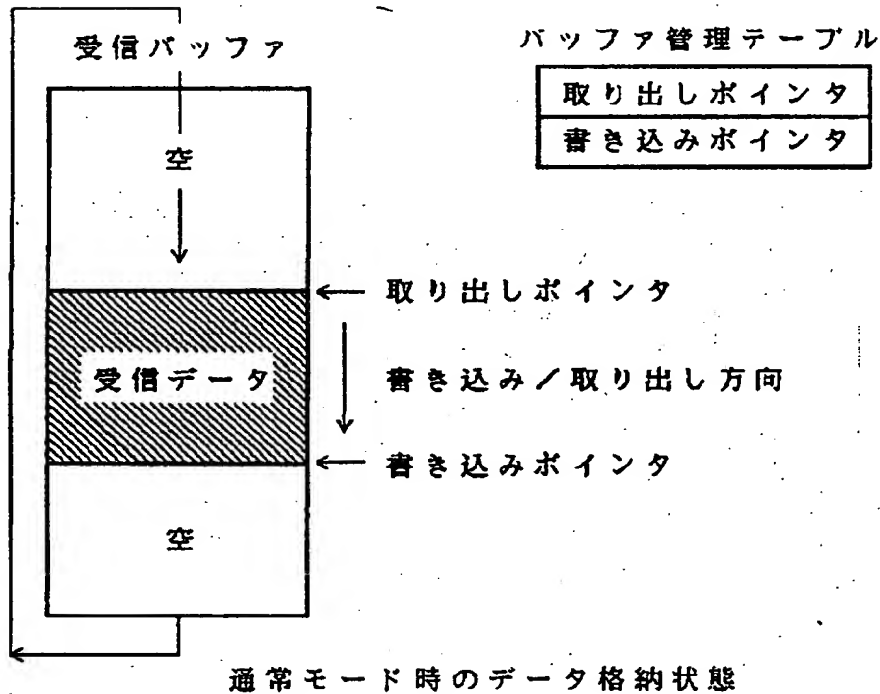 受信バッファ
バッファ管理テーブル
取り出しポインタ
書き込みポインタ
空
取り出しポインタ
受信データ
書き込み／取り出し方向
書き込みポインタ
空
通常モード時のデータ格納状態